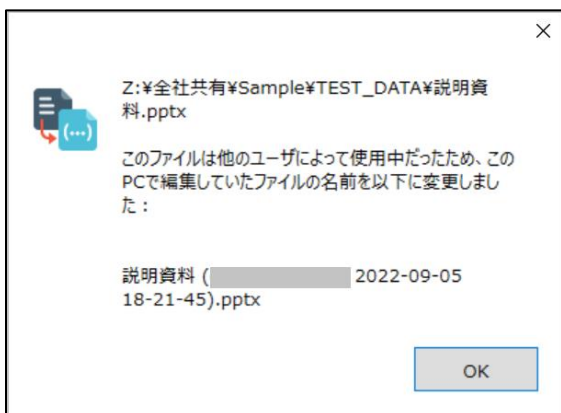 Z:¥全社共有¥Sample¥TEST_DATA¥説明資
料.pptx
このファイルは他のユーザによって使用中だったため、この
PCで編集していたファイルの名前を以下に変更しまし
た：
説明資料 ( 2022-09-05
18-21-45).pptx
(...)
OK